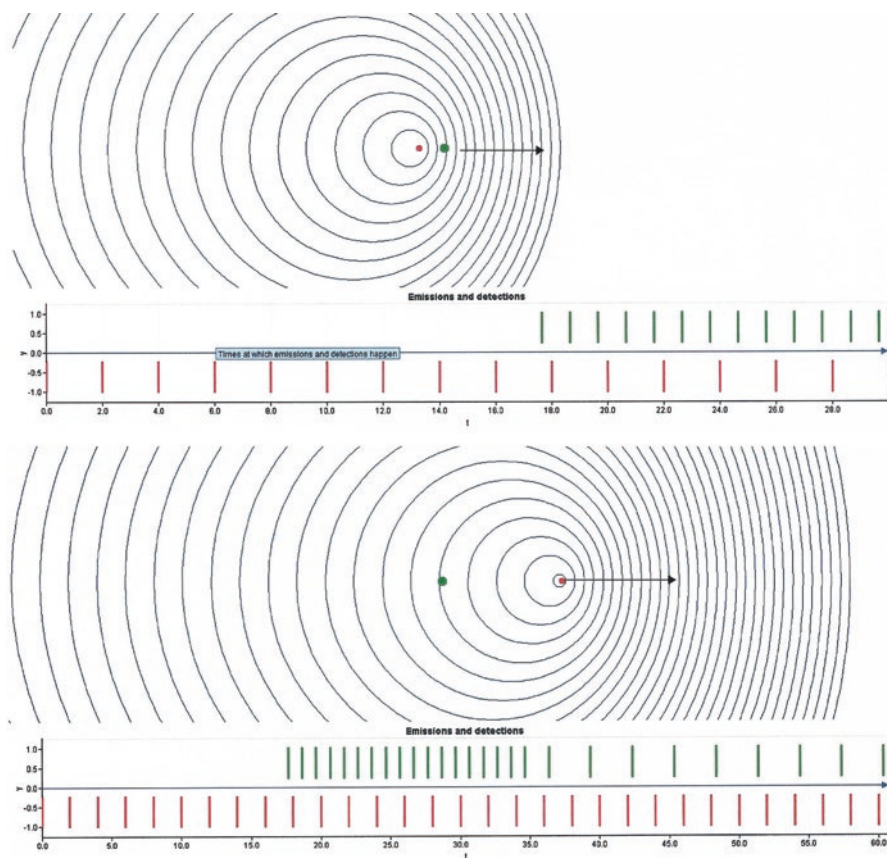 Emissions and detections
1.0
0.5
y 0.0
-0.5
-1.0
Times at which emissions and detections happen
0.0 2.0 4.0 6.0 8.0 10.0 12.0 14.0 16.0 18.0 20.0 22.0 24.0 26.0 28.0
t
Emissions and detections
1.0
0.5
y 0.0
-0.5
-1.0
0.0 5.0 10.0 15.0 20.0 25.0 30.0 35.0 40.0 45.0 50.0 55.0 60.0
t